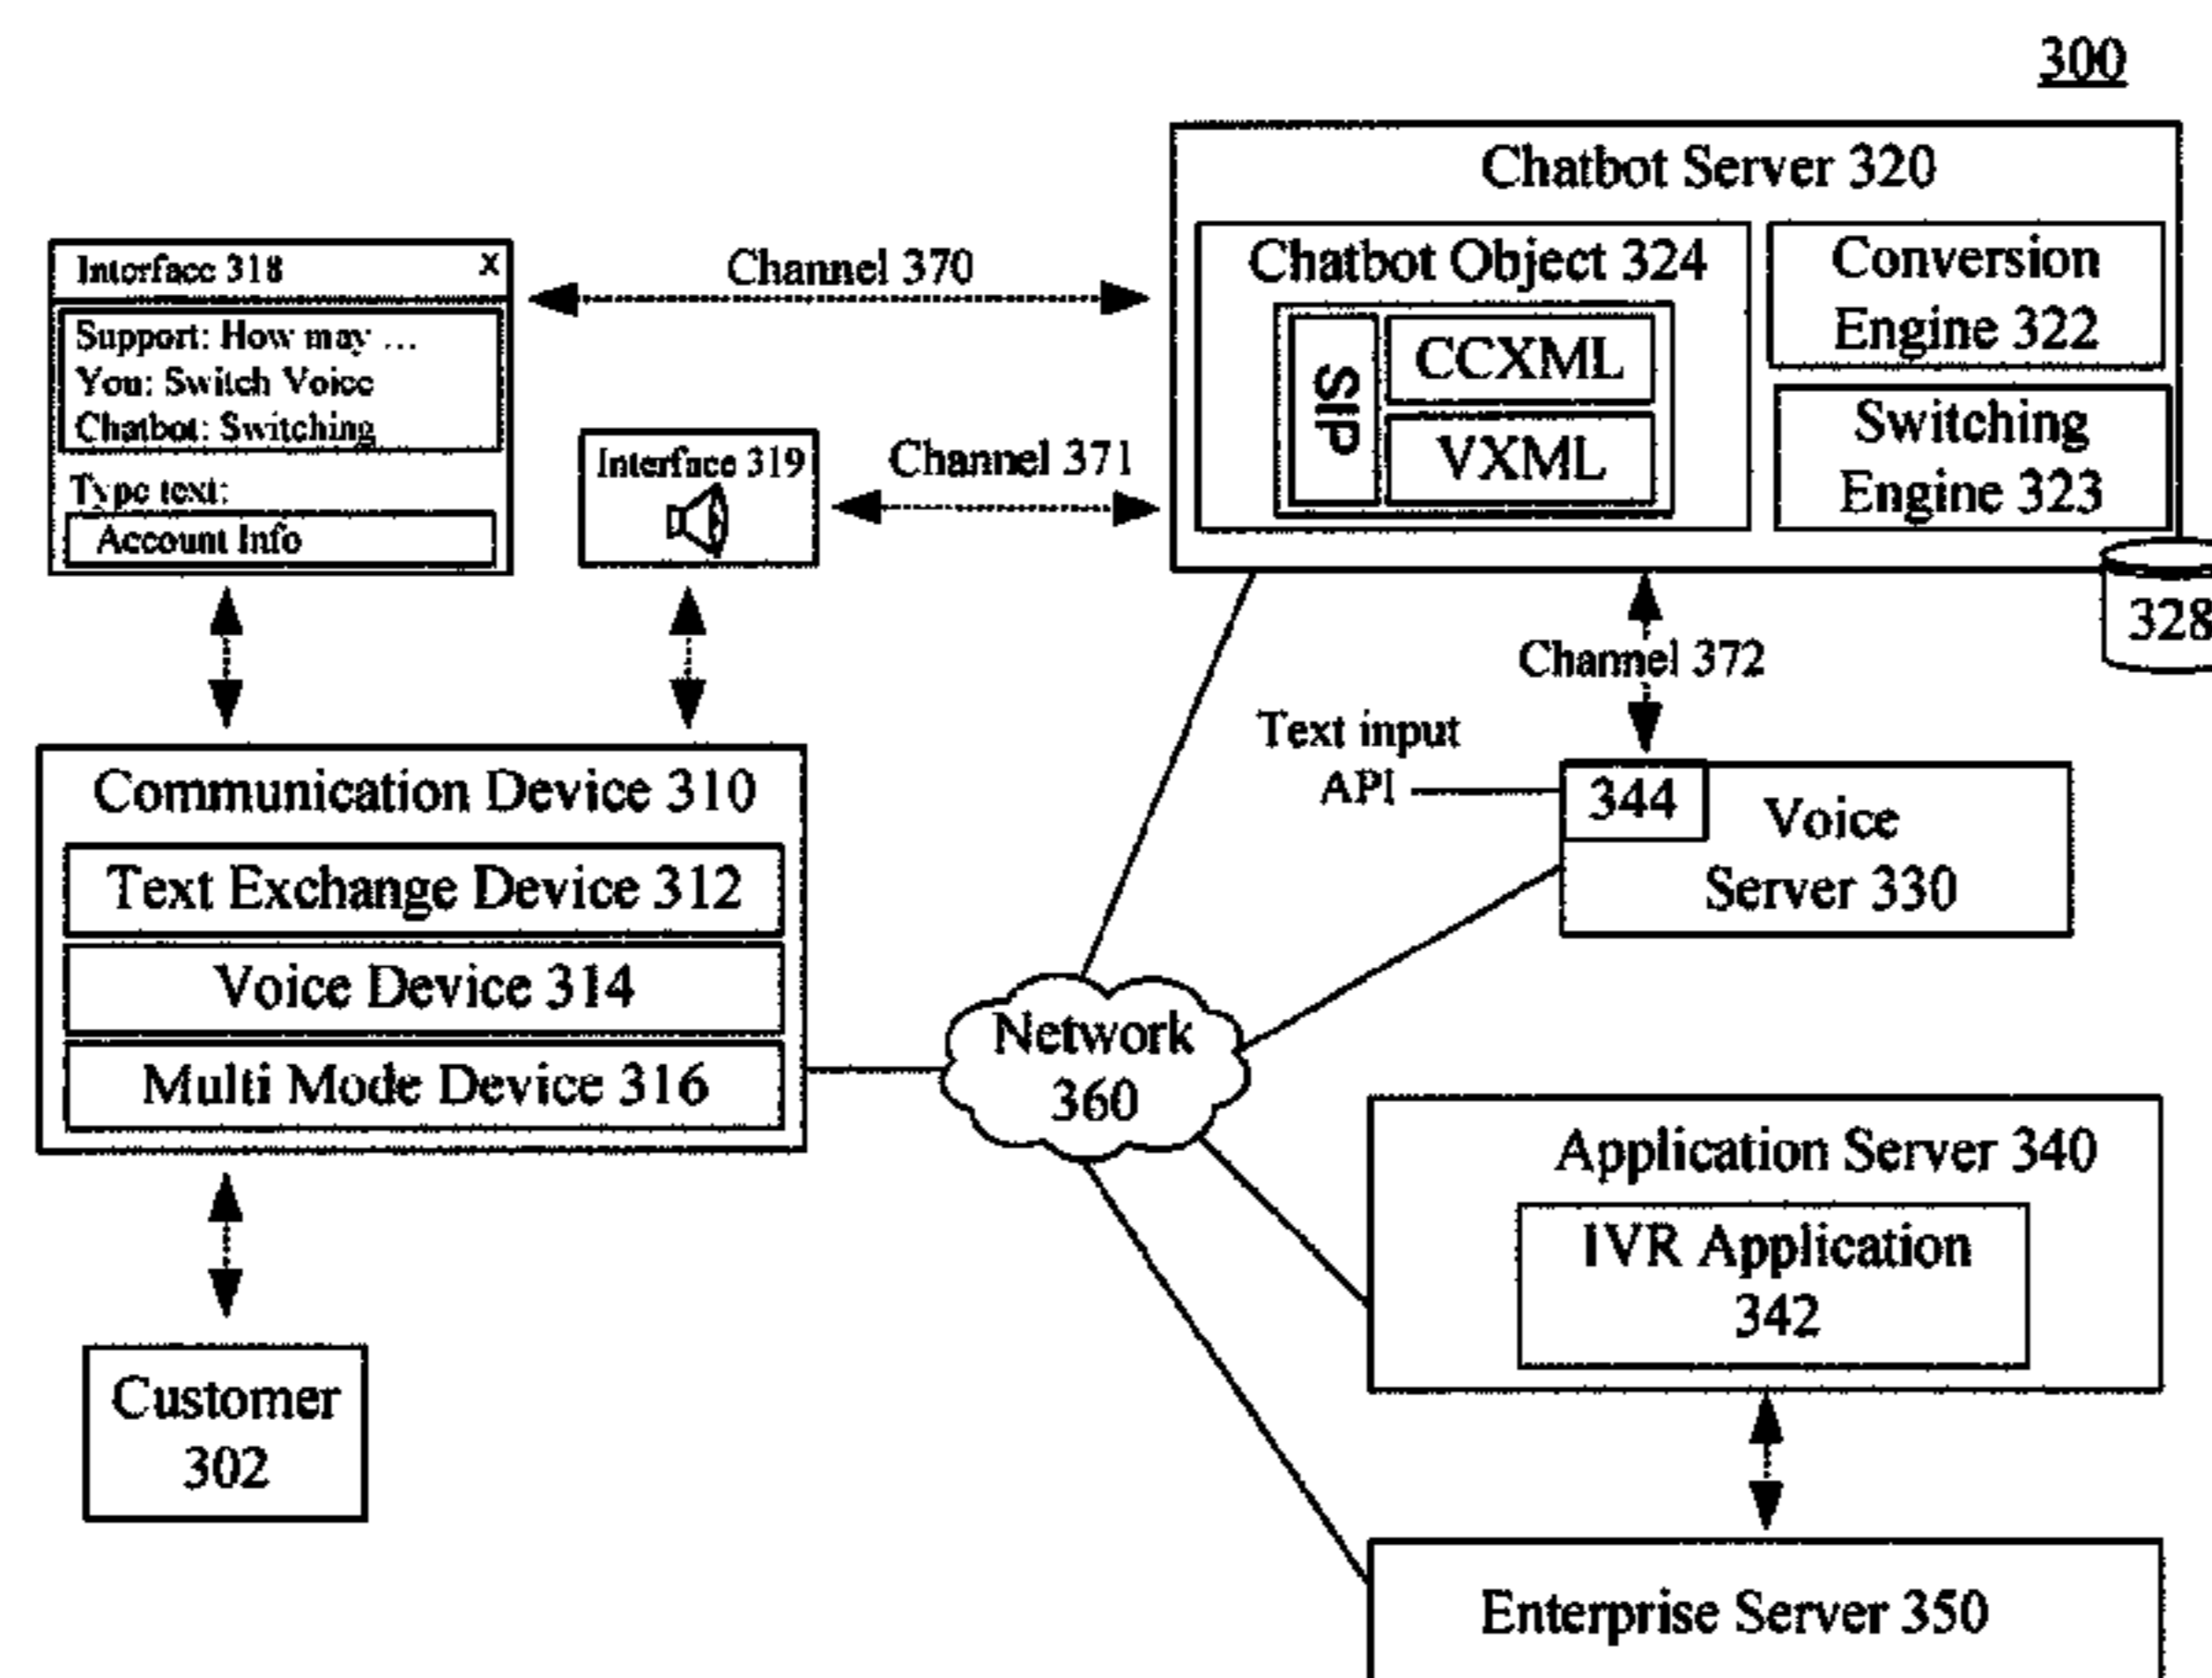 300
Chatbot Server 320
Chatbot Object 324
SIP
CCXML
VXML
Conversion
Engine 322
Switching
Engine 323
328
Interface 318 X
Support: How may ...
You: Switch Voice
Chatbot: Switching
Type text:
Account Info
Channel 370
Interface 319
Channel 371
Channel 372
Text input
API
344
Voice
Server 330
Communication Device 310
Text Exchange Device 312
Voice Device 314
Multi Mode Device 316
Network
360
Application Server 340
IVR Application
342
Customer
302
Enterprise Server 350